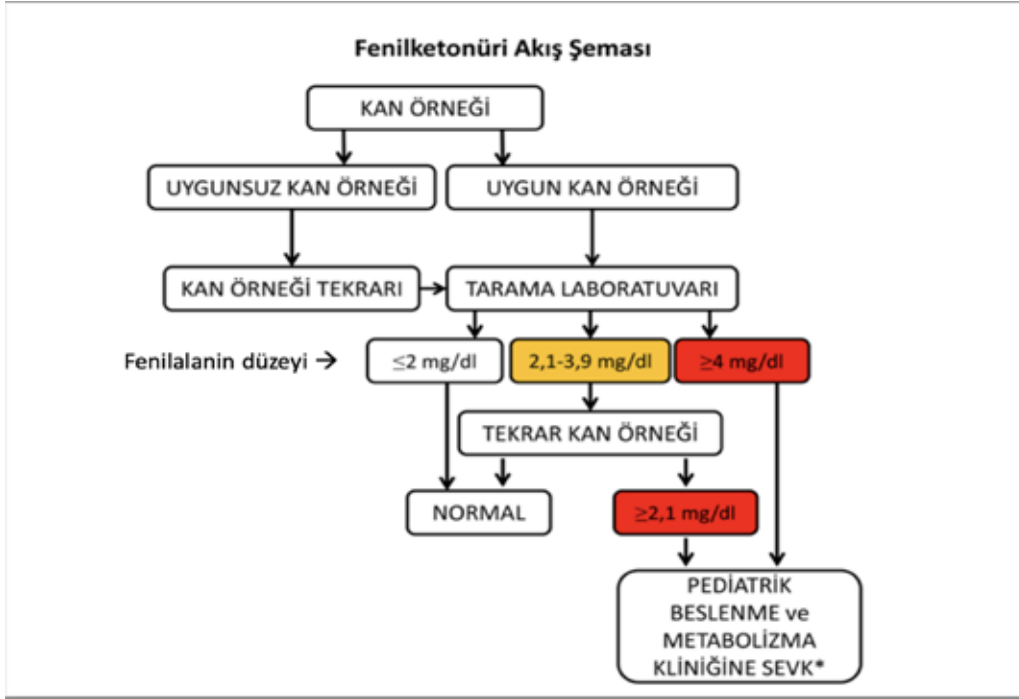 Fenilketonüri Akış Şeması
KAN ÖRNEĞİ
UYGUNSUZ KAN ÖRNEĞİ
UYGUN KAN ÖRNEĞİ
KAN ÖRNEĞİ TEKRARI
TARAMA LABORATUVARI
Fenilalanin düzeyi →
≤2 mg/dl
2,1-3,9 mg/dl
≥4 mg/dl
TEKRAR KAN ÖRNEĞİ
NORMAL
≥2,1 mg/dl
PEDİATRİK
BESLENME ve
METABOLİZMA
KLİNİĞİNE SEVK*